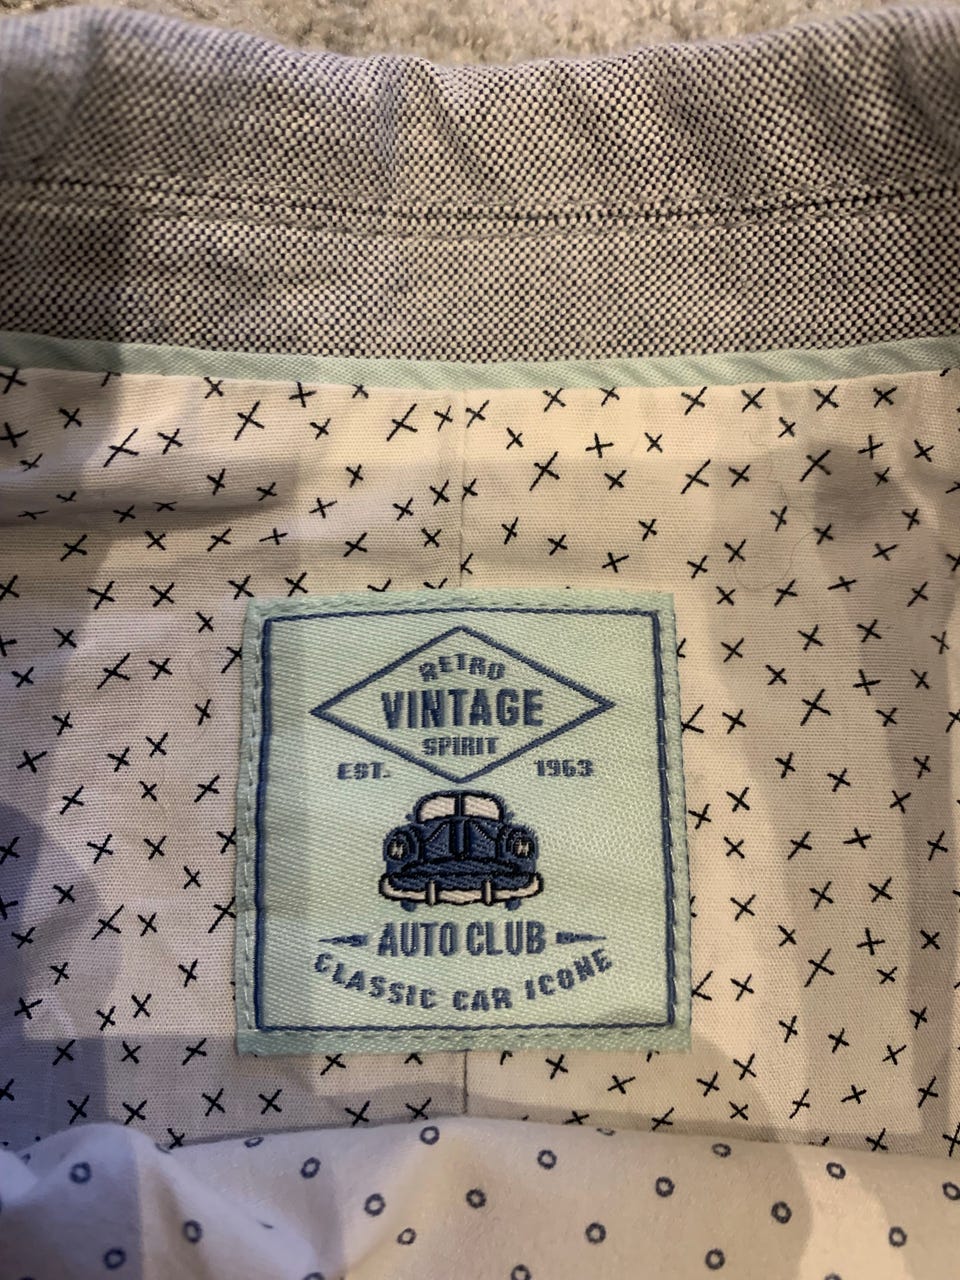 RETRO
VINTAGE
SPIRIT
EST. 1963
AUTO CLUB
CLASSIC CAR ICONE